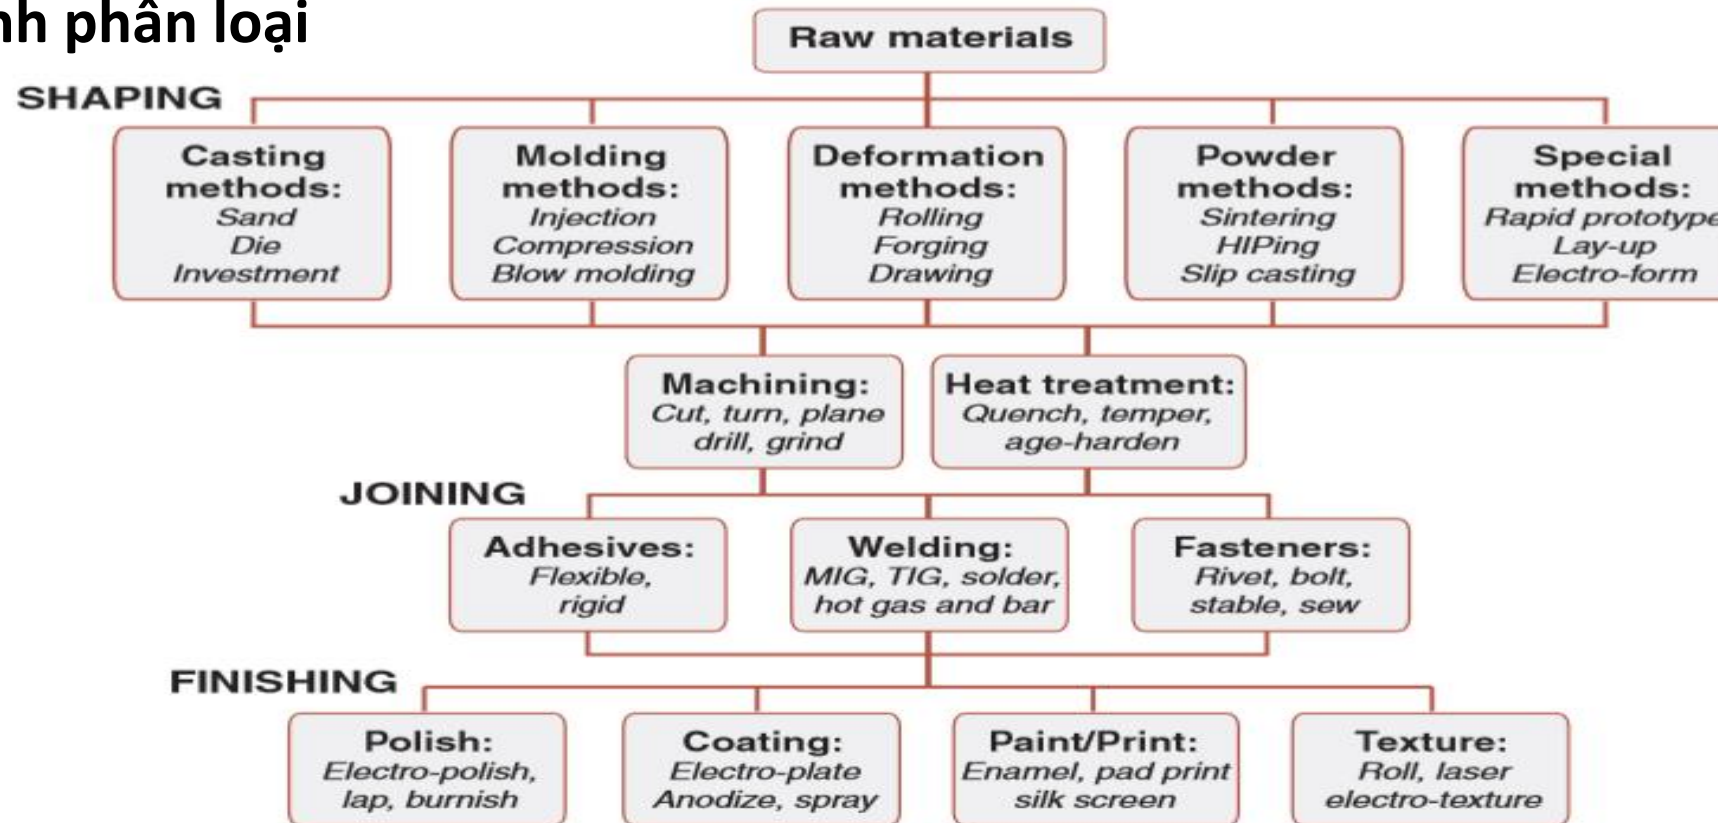 nh phân loại
Raw materials
SHAPING
Casting
methods:
Sand
Die
Investment
Molding
methods:
Injection
Compression
Blow molding
Deformation
methods:
Rolling
Forging
Drawing
Powder
methods:
Sintering
HIPing
Slip casting
Special
methods:
Rapid prototype
Lay-up
Electro-form
Machining:
Cut, turn, plane
drill, grind
Heat treatment:
Quench, temper,
age-harden
JOINING
Adhesives:
Flexible,
rigid
Welding:
MIG, TIG, solder,
hot gas and bar
Fasteners:
Rivet, bolt,
stable, sew
FINISHING
Polish:
Electro-polish,
lap, burnish
Coating:
Electro-plate
Anodize, spray
Paint/Print:
Enamel, pad print
silk screen
Texture:
Roll, laser
electro-texture